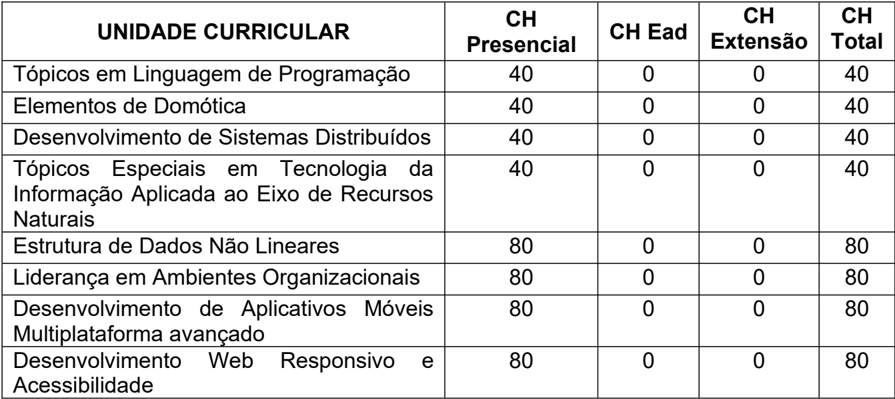 UNIDADE CURRICULAR CH Presencial CH Ead CH Extensão CH Total
Tópicos em Linguagem de Programação 40 0 0 40
Elementos de Domótica 40 0 0 40
Desenvolvimento de Sistemas Distribuídos 40 0 0 40
Tópicos Especiais em Tecnologia da 40 0 0 40
Informação Aplicada ao Eixo de Recursos
Naturais
Estrutura de Dados Não Lineares 80 0 0 80
Liderança em Ambientes Organizacionais 80 0 0 80
Desenvolvimento de Aplicativos Móveis 80 0 0 80
Multiplataforma avançado
Desenvolvimento Web Responsivo e 80 0 0 80
Acessibilidade